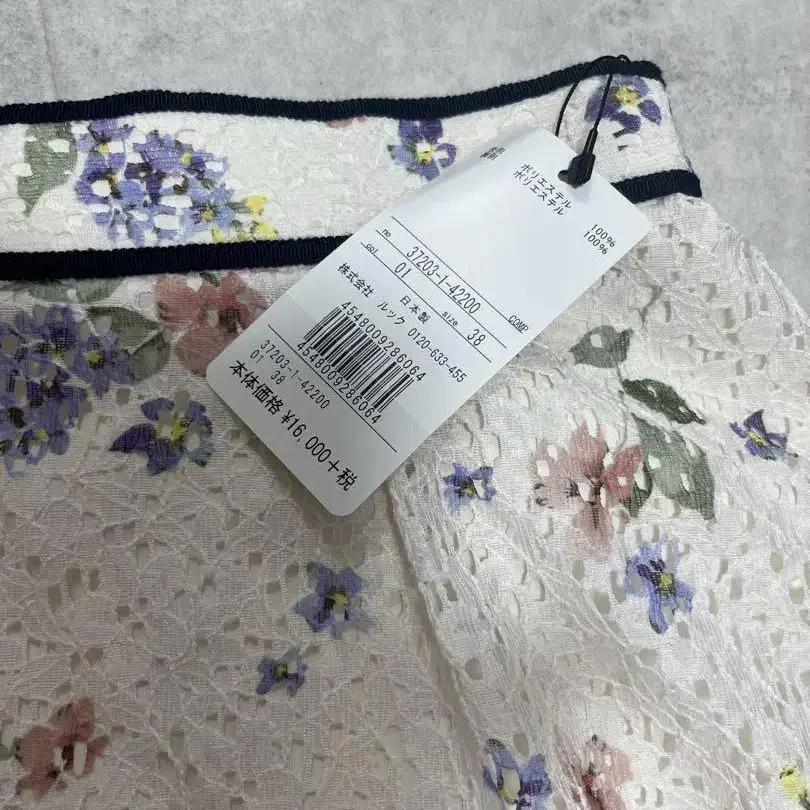 ポリエステル 100%
ポリエステル 100%
no 37203-1-42200 COMP
col 01 size 38
日本製
株式会社 ルック 0120-633-455
4548009286064
4548009286064
37203-1-42200
01 38
本体価格 ¥16,000+税